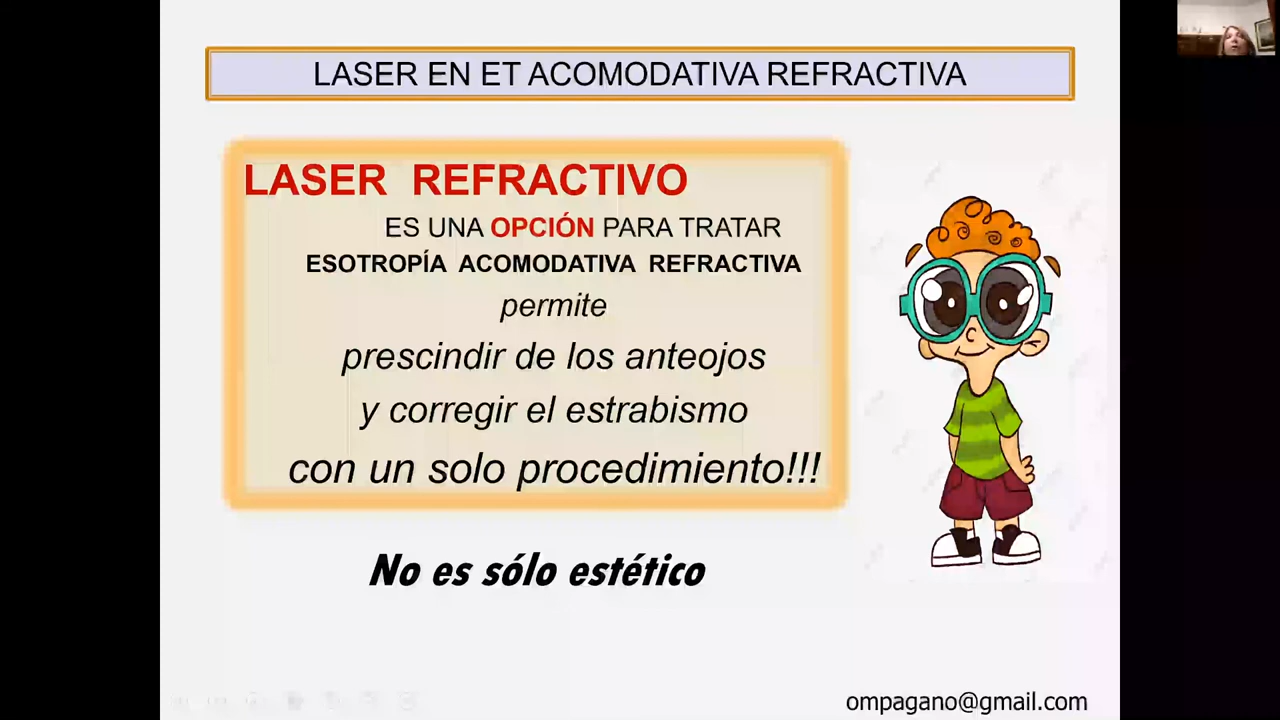 LASER EN ET ACOMODATIVA REFRACTIVA
LASER REFRACTIVO
ES UNA OPCIÓN PARA TRATAR
ESOTROPÍA ACOMODATIVA REFRACTIVA
permite
prescindir de los anteojos
y corregir el estrabismo
con un solo procedimiento!!!
No es sólo estético
ompagano@gmail.com